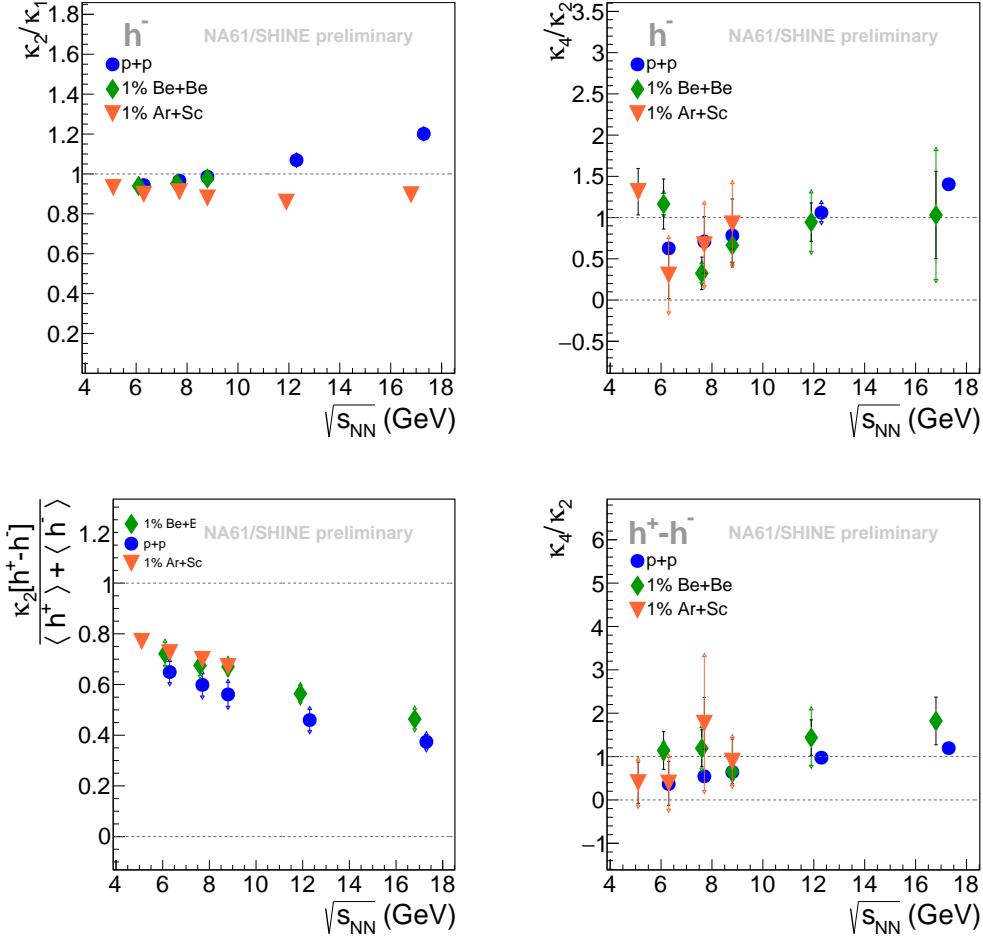 κ₂/κ₁
h⁻ NA61/SHINE preliminary
p+p
1% Be+Be
1% Ar+Sc
1.8
1.6
1.4
1.2
1
0.8
0.6
0.4
0.2
4 6 8 10 12 14 16 18
√s_NN (GeV)
κ₄/κ₂
h⁻ NA61/SHINE preliminary
p+p
1% Be+Be
1% Ar+Sc
3.5
3
2.5
2
1.5
1
0.5
0
−0.5
4 6 8 10 12 14 16 18
√s_NN (GeV)
κ₂[h⁺-h⁻]
⟨ h⁺ ⟩ + ⟨ h⁻ ⟩
NA61/SHINE preliminary
1% Be+E
p+p
1% Ar+Sc
1.2
1
0.8
0.6
0.4
0.2
0
4 6 8 10 12 14 16 18
√s_NN (GeV)
κ₄/κ₂
h⁺-h⁻ NA61/SHINE preliminary
p+p
1% Be+Be
1% Ar+Sc
6
5
4
3
2
1
0
−1
4 6 8 10 12 14 16 18
√s_NN (GeV)